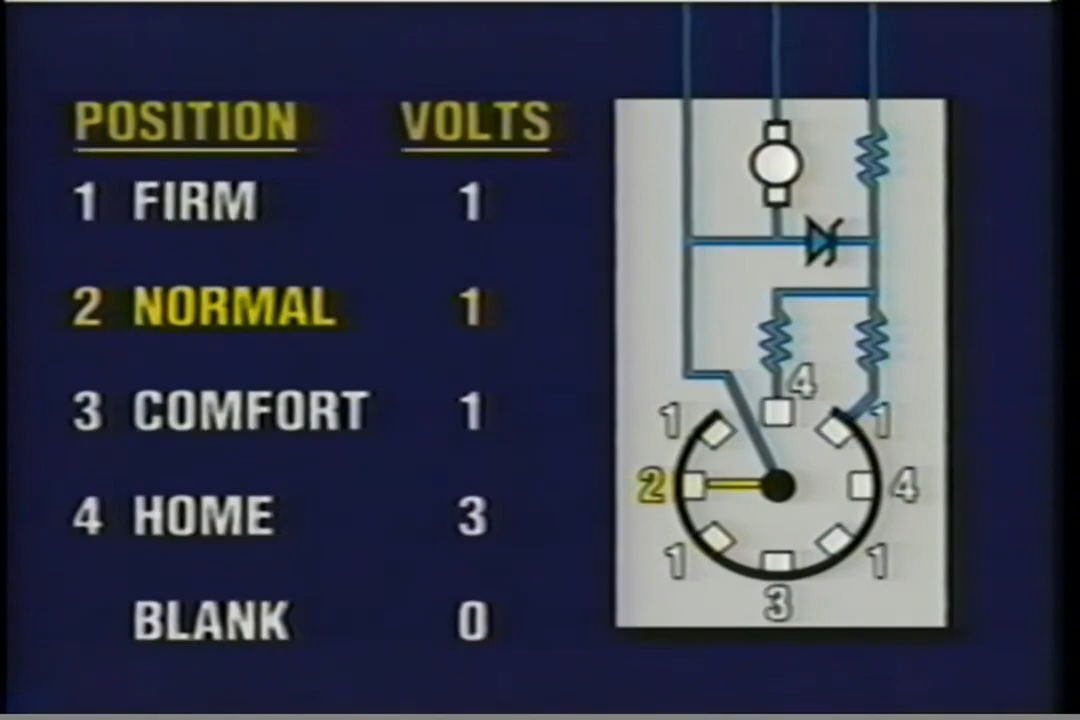 POSITION VOLTS
1 FIRM 1
2 NORMAL 1
3 COMFORT 1
4 HOME 3
BLANK 0
4
1 1
2 4
1 1
3